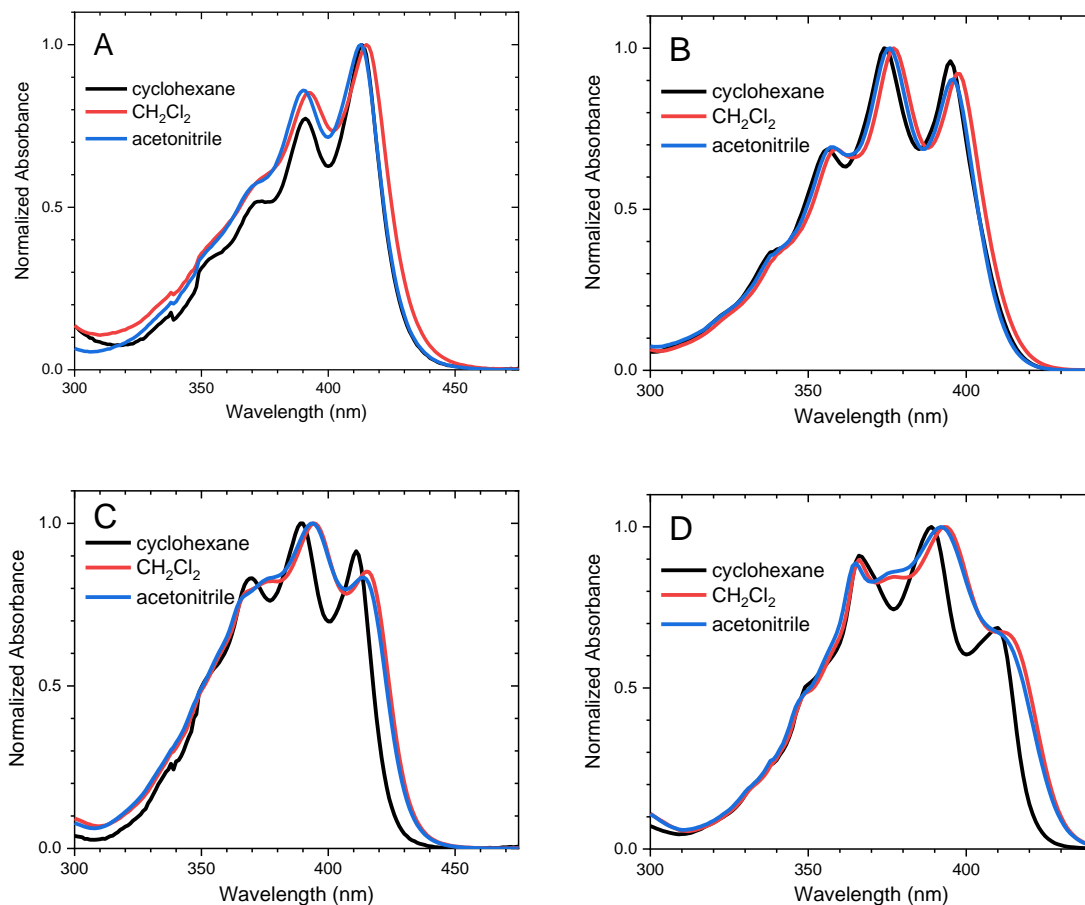 A
cyclohexane
CH₂Cl₂
acetonitrile
Normalized Absorbance
1.0
0.5
0.0
300
350
400
450
Wavelength (nm)
B
cyclohexane
CH₂Cl₂
acetonitrile
Normalized Absorbance
1.0
0.5
0.0
300
350
400
Wavelength (nm)
C
cyclohexane
CH₂Cl₂
acetonitrile
Normalized Absorbance
1.0
0.5
0.0
300
350
400
450
Wavelength (nm)
D
cyclohexane
CH₂Cl₂
acetonitrile
Normalized Absorbance
1.0
0.5
0.0
300
350
400
Wavelength (nm)